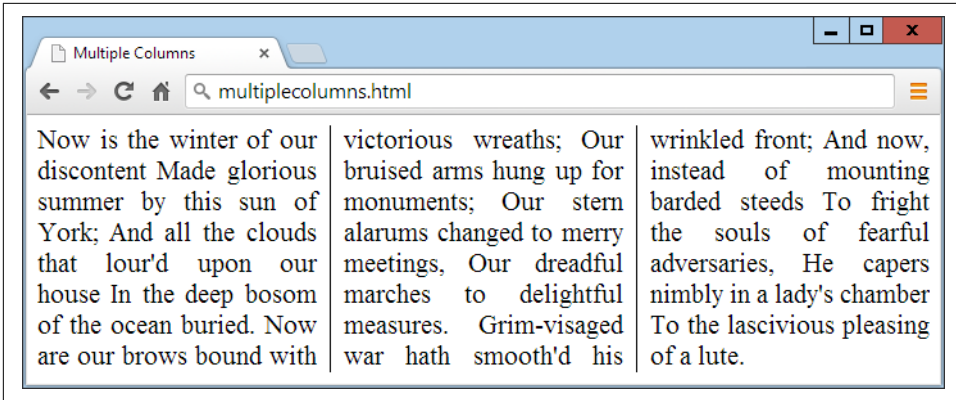 Multiple Columns
multiplecolumns.html
Now is the winter of our
discontent Made glorious
summer by this sun of
York; And all the clouds
that lour'd upon our
house In the deep bosom
of the ocean buried. Now
are our brows bound with
victorious wreaths; Our
bruised arms hung up for
monuments; Our stern
alarums changed to merry
meetings, Our dreadful
marches to delightful
measures. Grim-visaged
war hath smooth'd his
wrinkled front; And now,
instead of mounting
barded steeds To fright
the souls of fearful
adversaries, He capers
nimbly in a lady's chamber
To the lascivious pleasing
of a lute.